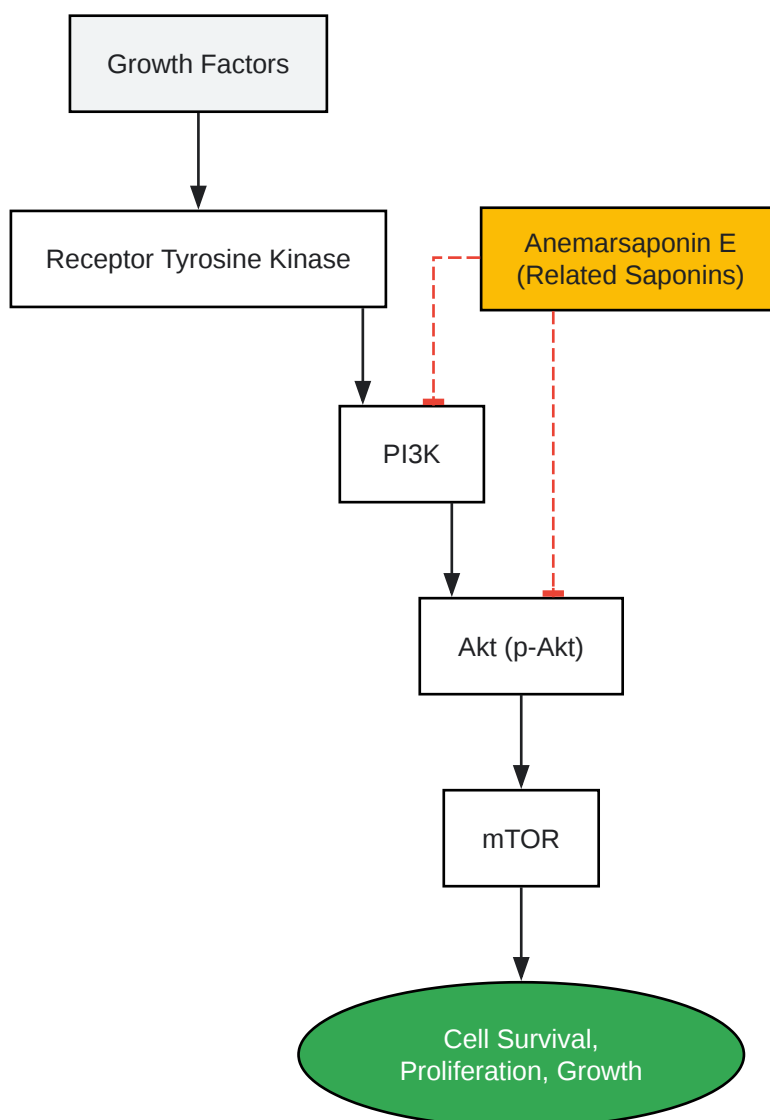 Growth Factors
Receptor Tyrosine Kinase
Anemarsaponin E
(Related Saponins)
PI3K
Akt (p-Akt)
mTOR
Cell Survival,
Proliferation, Growth